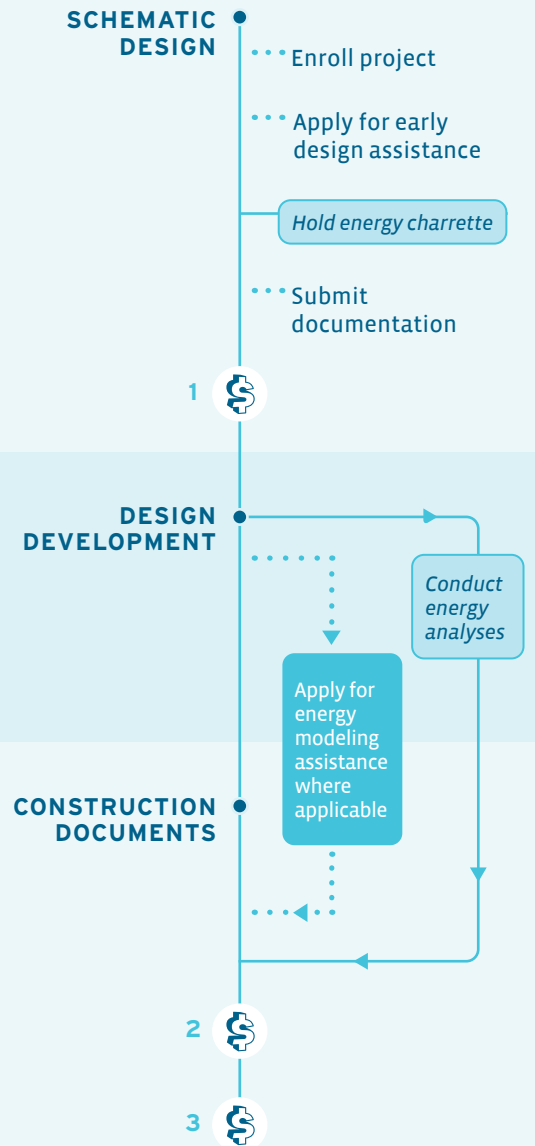 SCHEMATIC
DESIGN
Enroll project
Apply for early
design assistance
Hold energy charrette
Submit
documentation
1 $
DESIGN
DEVELOPMENT
Conduct
energy
analyses
Apply for
energy
modeling
assistance
where
applicable
CONSTRUCTION
DOCUMENTS
2 $
3 $